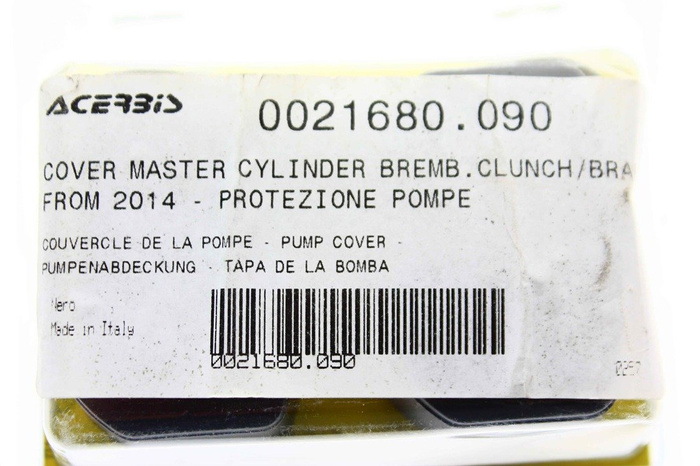 ACERBIS
0021680.090
COVER MASTER CYLINDER BREMB.CLUNCH/BRA
FROM 2014 - PROTEZIONE POMPE
COUVERCLE DE LA POMPE - PUMP COVER -
PUMPENABDECKUNG - TAPA DE LA BOMBA
Nero
Made in Italy
0021680.090
0257